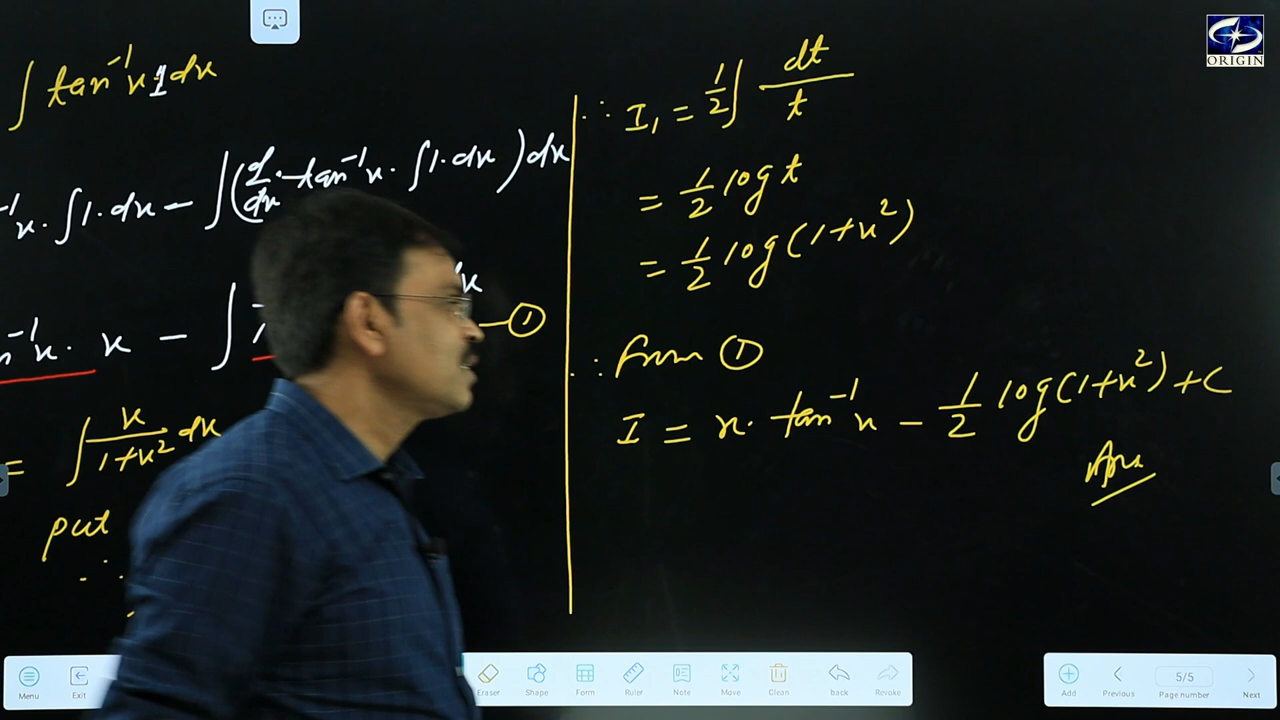 ∫ tan⁻¹x 1 dx
⁻¹x · ∫1·dx − ∫(d/dx · tan⁻¹x · ∫1·dx) dx
n⁻¹x · x − ∫ x — ①
= ∫ x/(1+x²) dx
put
∴ I₁ = 1/2 ∫ dt/t
= 1/2 log t
= 1/2 log(1+x²)
∴ from ①
I = x · tan⁻¹x − 1/2 log(1+x²) + C
Ans
ORIGIN
Menu
Exit
Eraser
Shape
Form
Ruler
Note
Move
Clean
back
Revoke
Add
Previous
5/5
Page number
Next